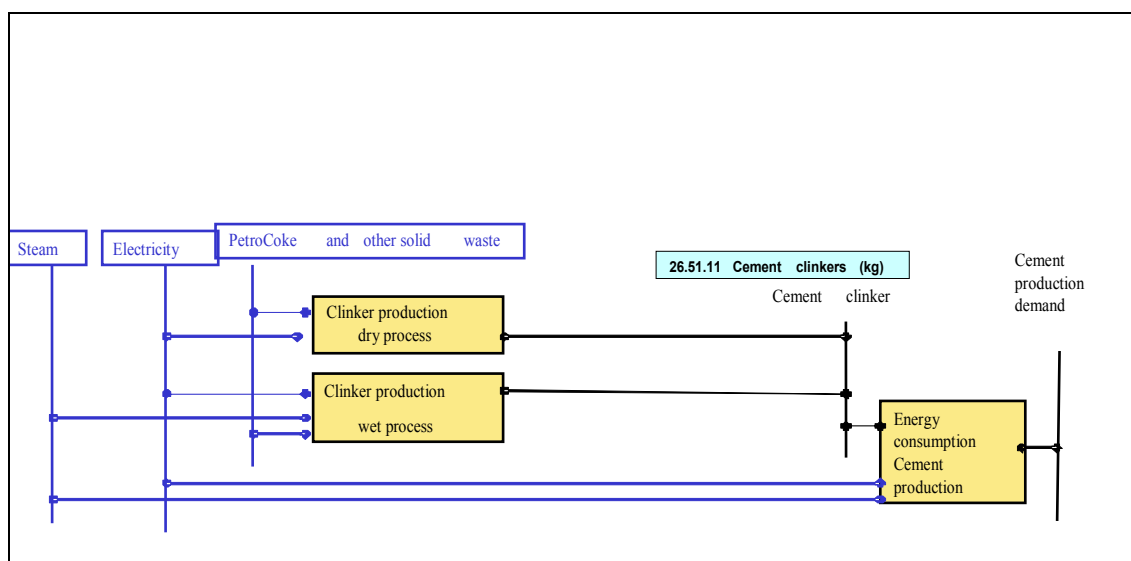 Steam
Electricity
PetroCoke and other solid waste
26.51.11 Cement clinkers (kg)
Cement clinker
Cement
production
demand
Clinker production
dry process
Clinker production
wet process
Energy
consumption
Cement
production